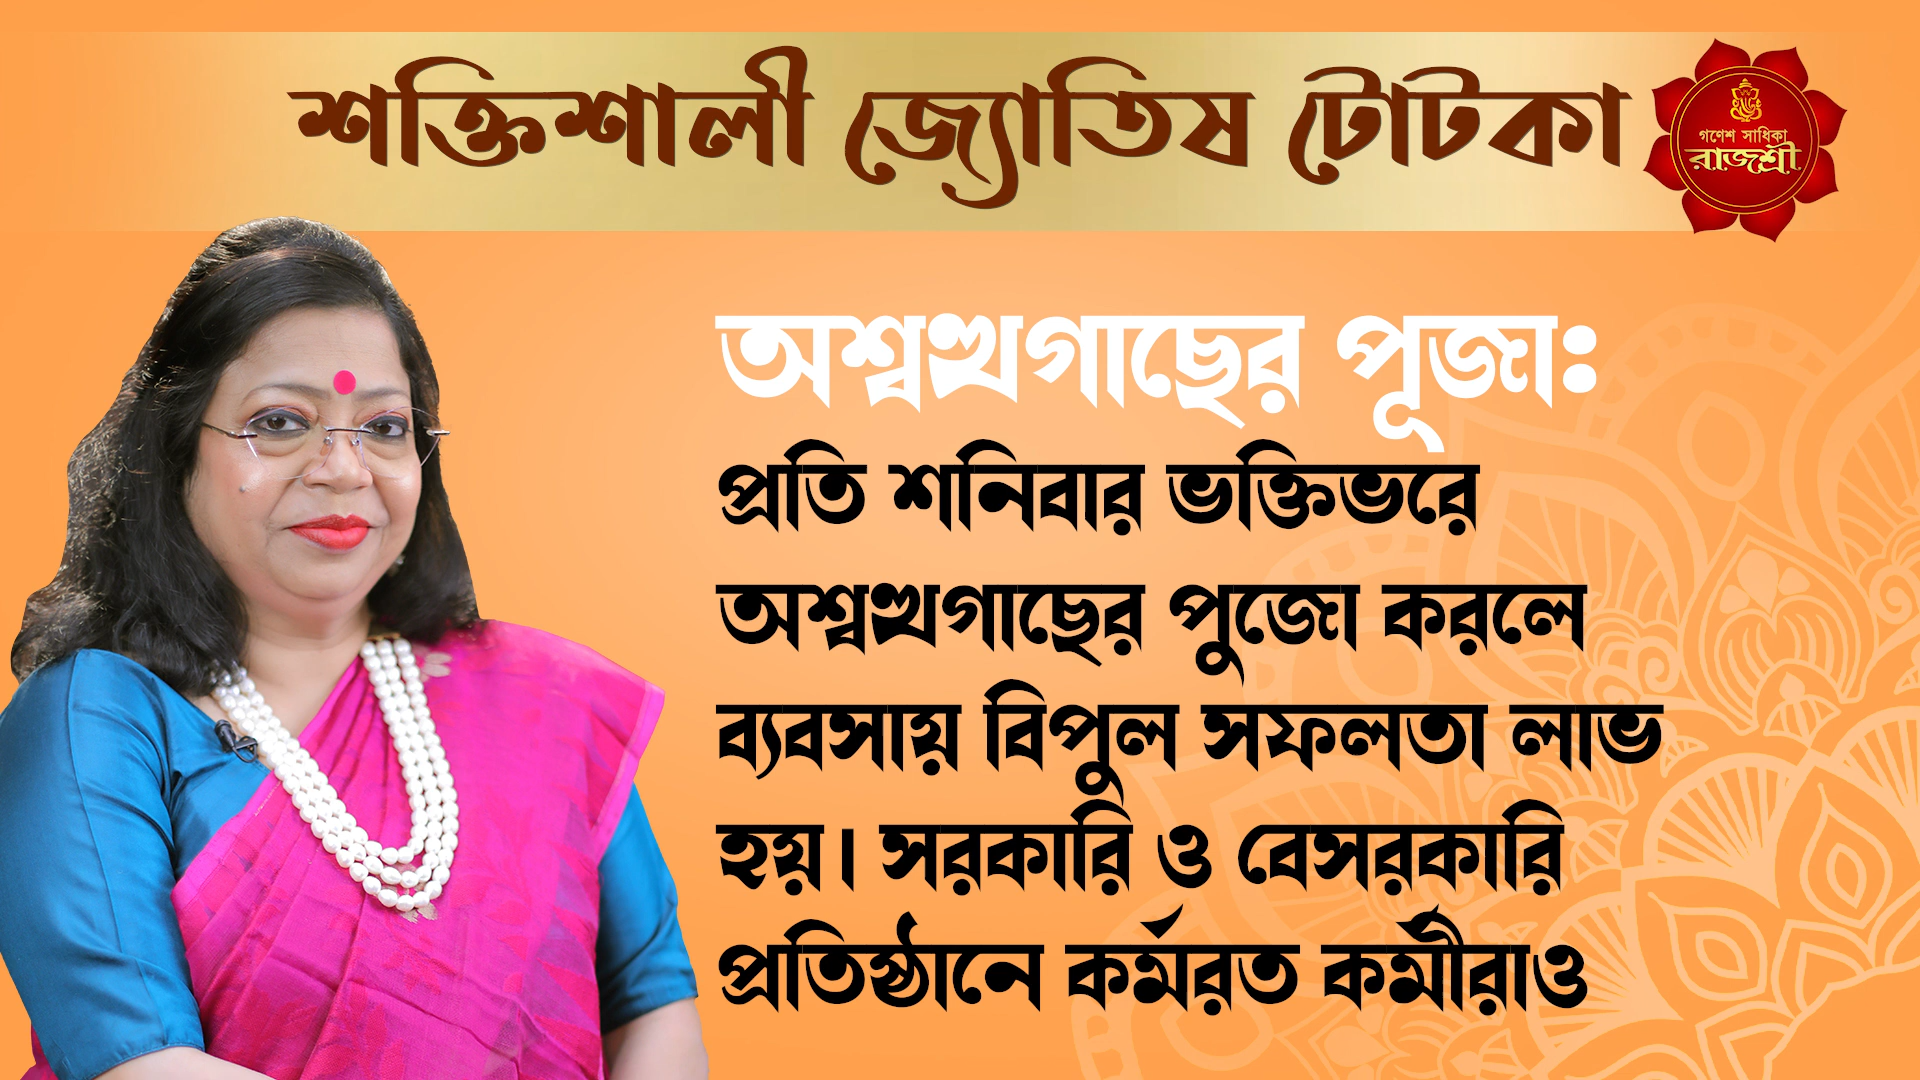 শক্তিশালী জ্যোতিষ টোটকা
গণেশ সাধিকা
রাজশ্রী
অশ্বত্থগাছের পূজাঃ
প্রতি শনিবার ভক্তিভরে
অশ্বত্থগাছের পুজো করলে
ব্যবসায় বিপুল সফলতা লাভ
হয়। সরকারি ও বেসরকারি
প্রতিষ্ঠানে কর্মরত কর্মীরাও